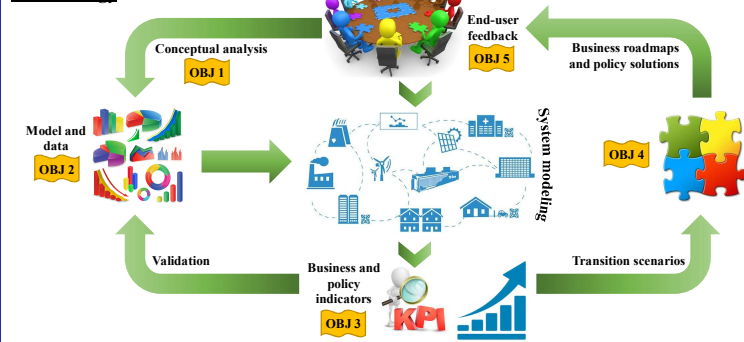 End-user
feedback
OBJ 5
Conceptual analysis
OBJ 1
Business roadmaps
and policy solutions
Model and
data
OBJ 2
System modeling
OBJ 4
Validation
Business and
policy
indicators
OBJ 3
KPI
Transition scenarios